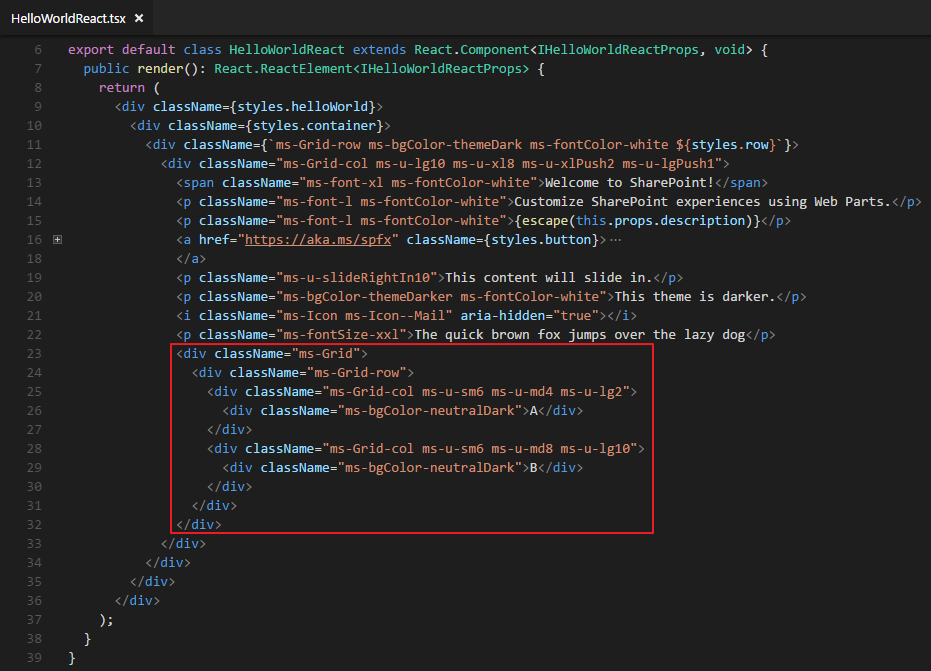 HelloWorldReact.tsx ×
6 export default class HelloWorldReact extends React.Component<IHelloWorldReactProps, void> {
7 public render(): React.ReactElement<IHelloWorldReactProps> {
8 return (
9 <div className={styles.helloWorld}>
10 <div className={styles.container}>
11 <div className={`ms-Grid-row ms-bgColor-themeDark ms-fontColor-white ${styles.row}`}>
12 <div className="ms-Grid-col ms-u-lg10 ms-u-xl8 ms-u-xlPush2 ms-u-lgPush1">
13 <span className="ms-font-xl ms-fontColor-white">Welcome to SharePoint!</span>
14 <p className="ms-font-l ms-fontColor-white">Customize SharePoint experiences using Web Parts.</p>
15 <p className="ms-font-l ms-fontColor-white">{escape(this.props.description)}</p>
16 <a href="https://aka.ms/spfx" className={styles.button}>···
18 </a>
19 <p className="ms-u-slideRightIn10">This content will slide in.</p>
20 <p className="ms-bgColor-themeDarker ms-fontColor-white">This theme is darker.</p>
21 <i className="ms-Icon ms-Icon--Mail" aria-hidden="true"></i>
22 <p className="ms-fontSize-xxl">The quick brown fox jumps over the lazy dog</p>
23 <div className="ms-Grid">
24 <div className="ms-Grid-row">
25 <div className="ms-Grid-col ms-u-sm6 ms-u-md4 ms-u-lg2">
26 <div className="ms-bgColor-neutralDark">A</div>
27 </div>
28 <div className="ms-Grid-col ms-u-sm6 ms-u-md8 ms-u-lg10">
29 <div className="ms-bgColor-neutralDark">B</div>
30 </div>
31 </div>
32 </div>
33 </div>
34 </div>
35 </div>
36 </div>
37 );
38 }
39 }